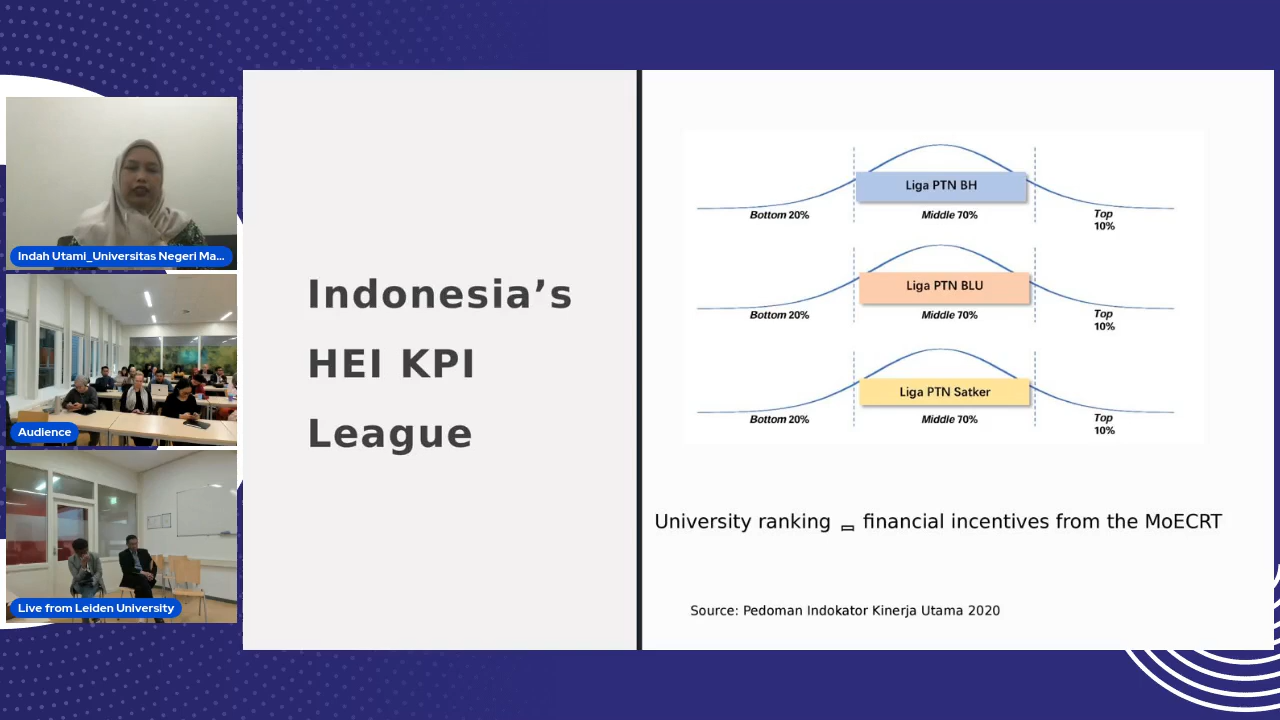 Indah Utami_Universitas Negeri Ma...
Audience
Live from Leiden University
Indonesia’s
HEI KPI
League
Liga PTN BH
Bottom 20%
Middle 70%
Top
10%
Liga PTN BLU
Bottom 20%
Middle 70%
Top
10%
Liga PTN Satker
Bottom 20%
Middle 70%
Top
10%
University ranking financial incentives from the MoECRT
Source: Pedoman Indokator Kinerja Utama 2020